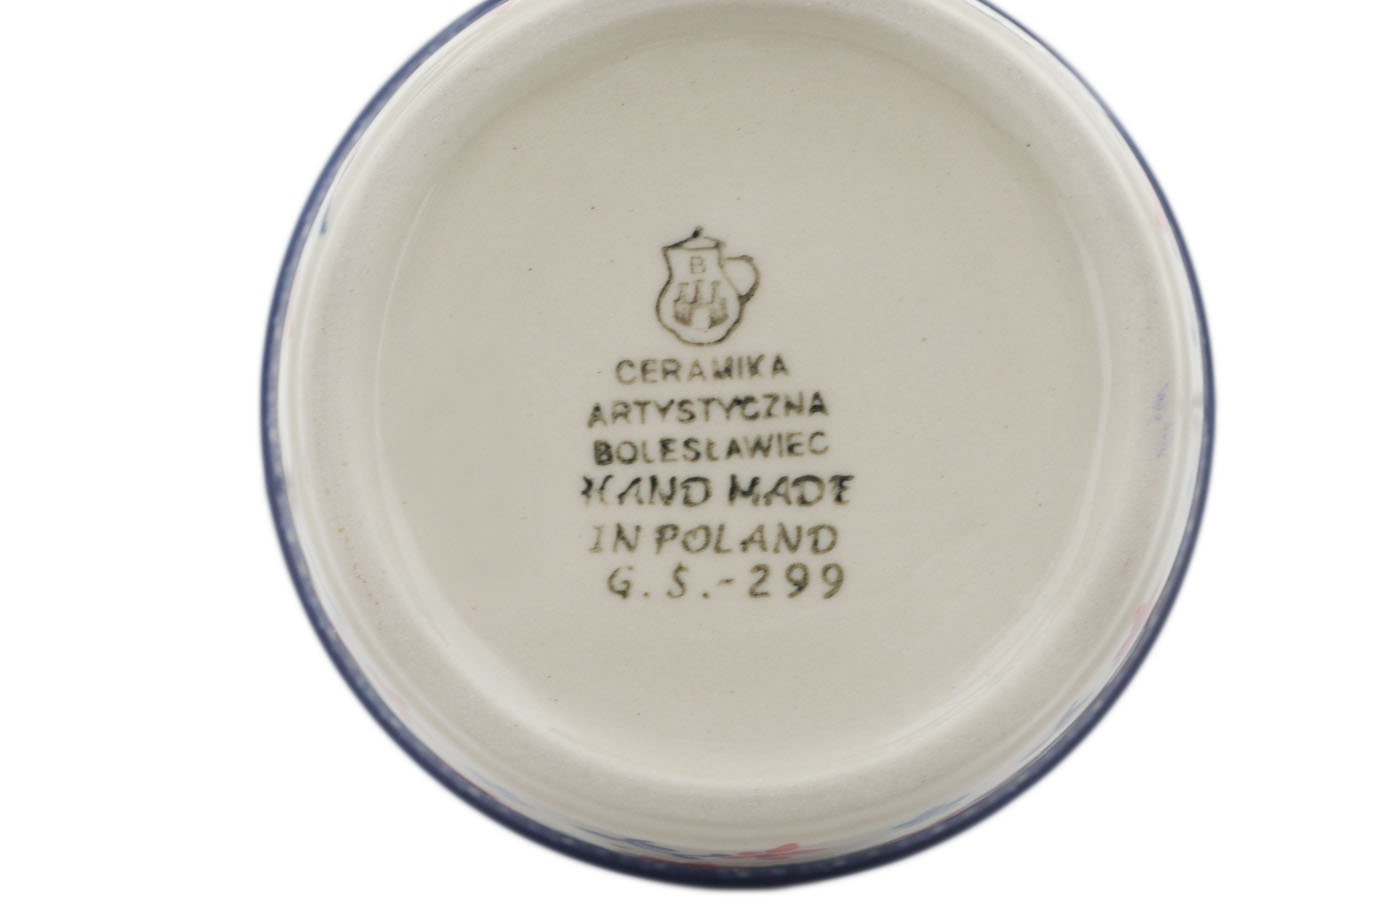 B
CERAMIKA
ARTYSTYCZNA
BOLESŁAWIEC
HAND MADE
IN POLAND
G.S.-299